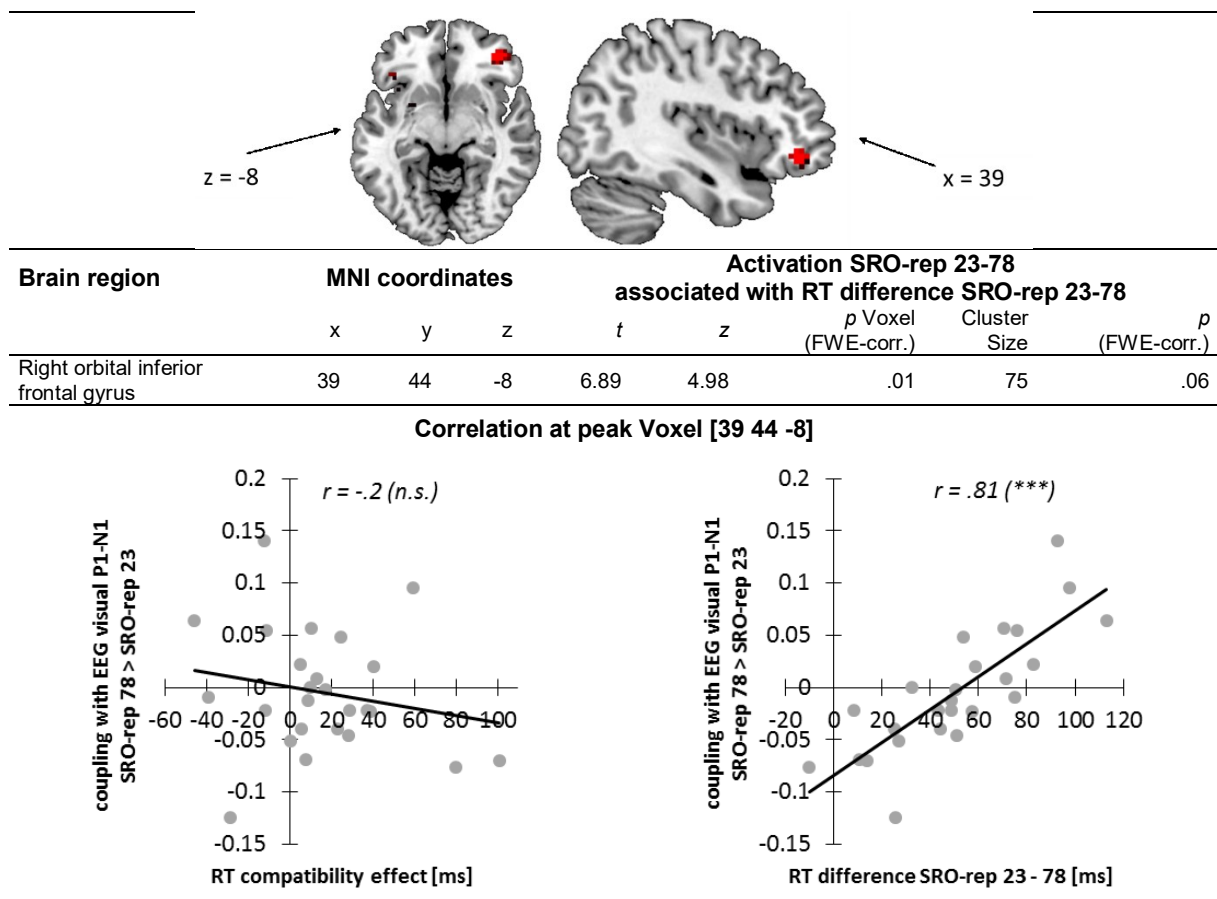 z = -8
x = 39
Brain region
MNI coordinates
Activation SRO-rep 23-78
associated with RT difference SRO-rep 23-78
x y z t z p Voxel (FWE-corr.) Cluster Size p (FWE-corr.)
Right orbital inferior
frontal gyrus
39 44 -8 6.89 4.98 .01 75 .06
Correlation at peak Voxel [39 44 -8]
coupling with EEG visual P1-N1
SRO-rep 78 > SRO-rep 23
r = -.2 (n.s.)
0.2
0.15
0.1
0.05
0
-0.05
-0.1
-0.15
-60 -40 -20 0 20 40 60 80 100
RT compatibility effect [ms]
coupling with EEG visual P1-N1
SRO-rep 78 > SRO-rep 23
r = .81 (***)
0.2
0.15
0.1
0.05
0
-0.05
-0.1
-0.15
-20 0 20 40 60 80 100 120
RT difference SRO-rep 23 - 78 [ms]